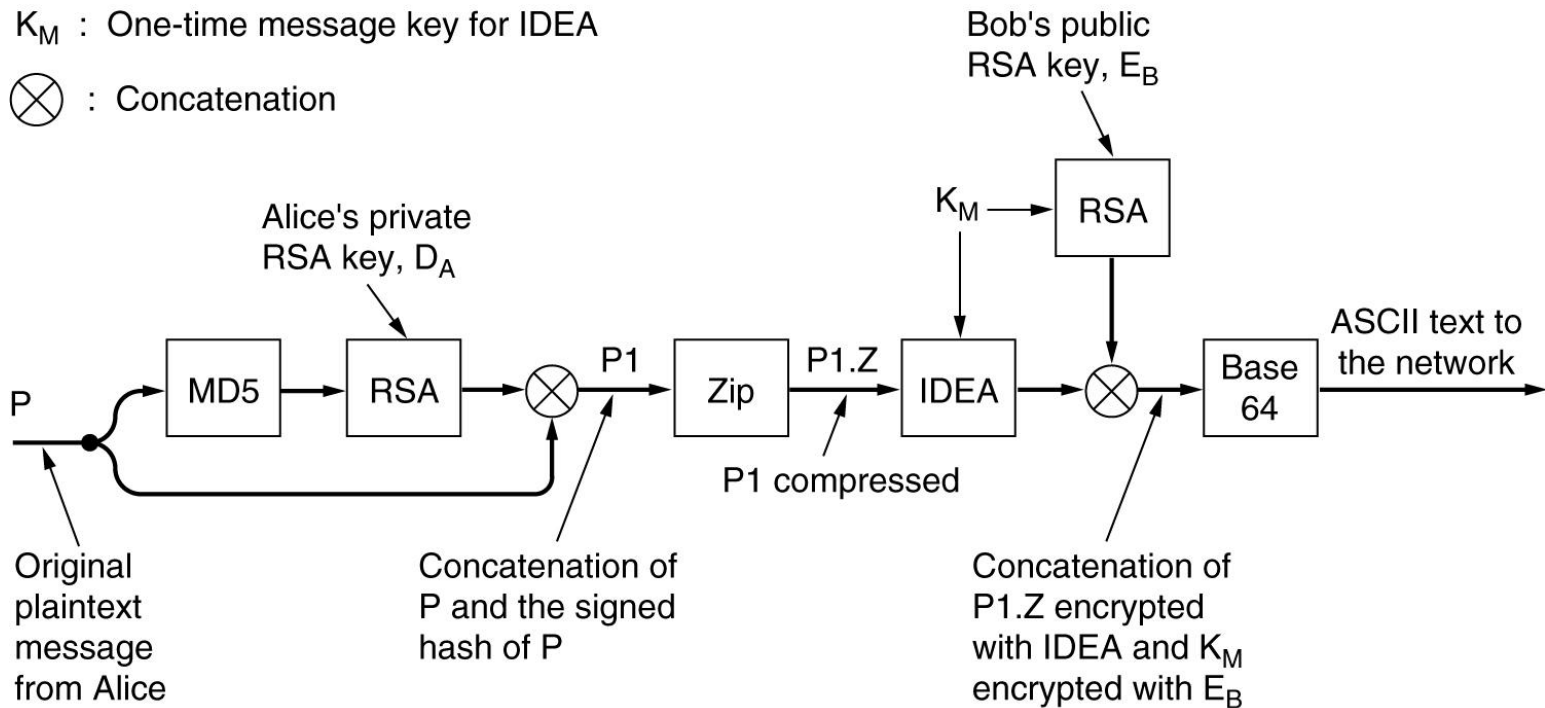 K_M : One-time message key for IDEA
: Concatenation
Bob's public
RSA key, E_B
K_M
RSA
Alice's private
RSA key, D_A
P
MD5
RSA
P1
Zip
P1.Z
IDEA
Base
64
ASCII text to
the network
P1 compressed
Original
plaintext
message
from Alice
Concatenation of
P and the signed
hash of P
Concatenation of
P1.Z encrypted
with IDEA and K_M
encrypted with E_B